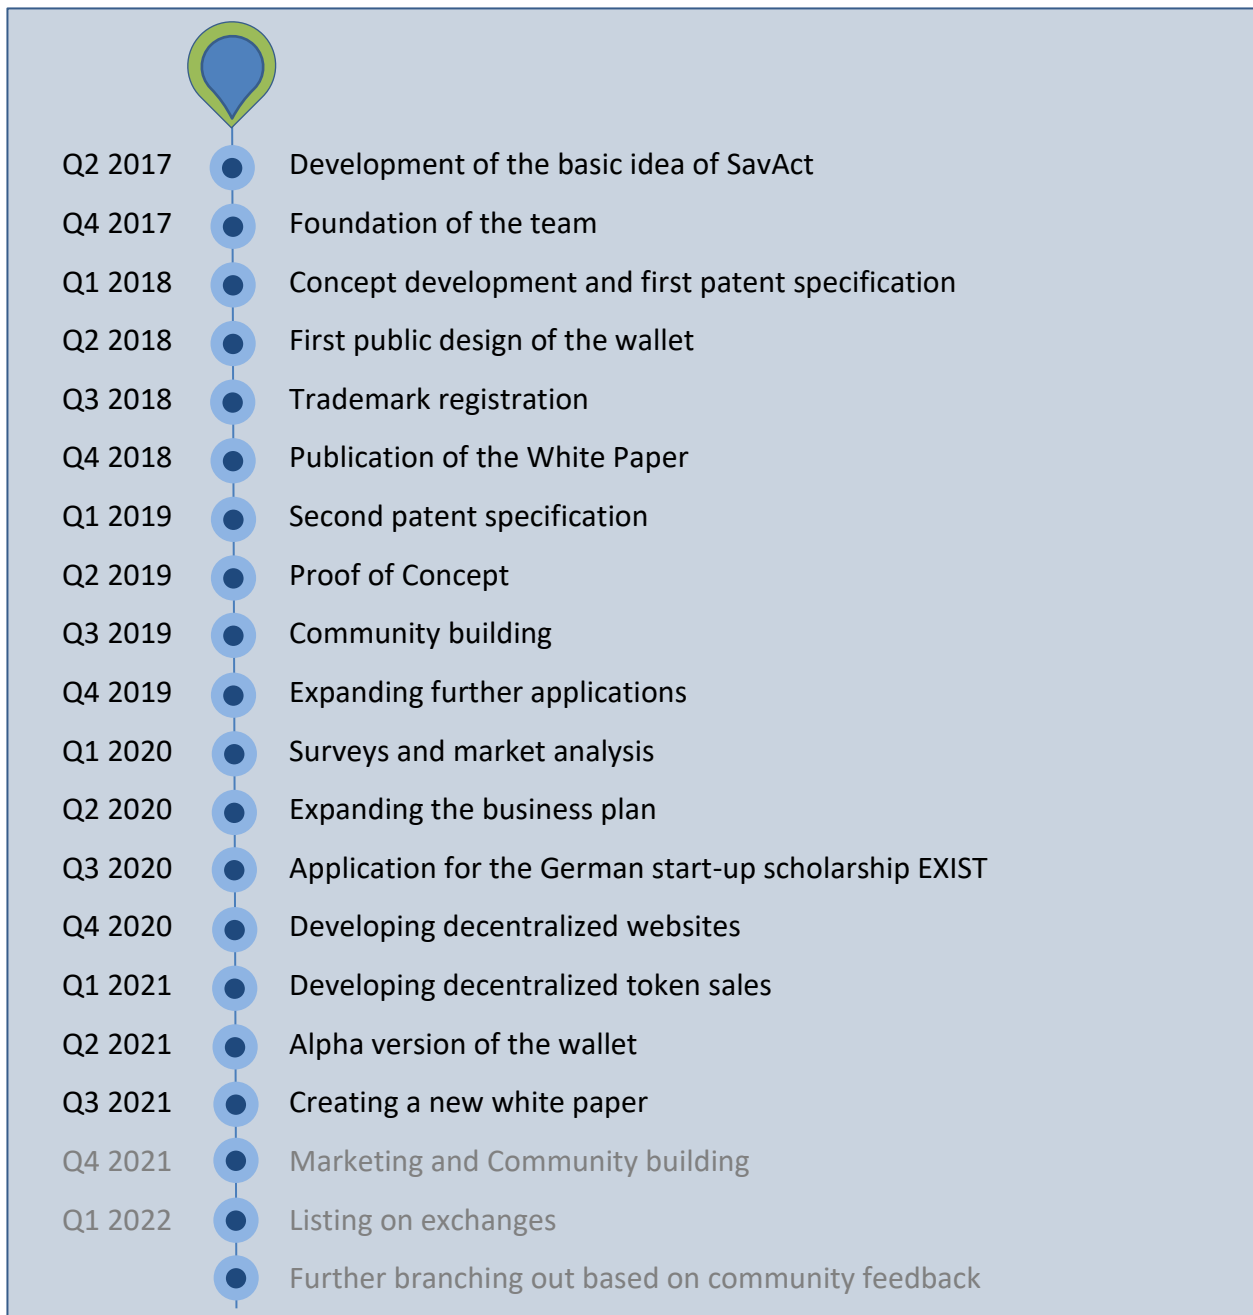 Q2 2017 Development of the basic idea of SavAct
Q4 2017 Foundation of the team
Q1 2018 Concept development and first patent specification
Q2 2018 First public design of the wallet
Q3 2018 Trademark registration
Q4 2018 Publication of the White Paper
Q1 2019 Second patent specification
Q2 2019 Proof of Concept
Q3 2019 Community building
Q4 2019 Expanding further applications
Q1 2020 Surveys and market analysis
Q2 2020 Expanding the business plan
Q3 2020 Application for the German start-up scholarship EXIST
Q4 2020 Developing decentralized websites
Q1 2021 Developing decentralized token sales
Q2 2021 Alpha version of the wallet
Q3 2021 Creating a new white paper
Q4 2021 Marketing and Community building
Q1 2022 Listing on exchanges
Further branching out based on community feedback